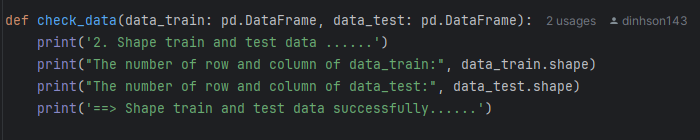 def check_data(data_train: pd.DataFrame, data_test: pd.DataFrame): 2 usages dinhson143
    print('2. Shape train and test data ......')
    print("The number of row and column of data_train:", data_train.shape)
    print("The number of row and column of data_test:", data_test.shape)
    print('==> Shape train and test data successfully......')